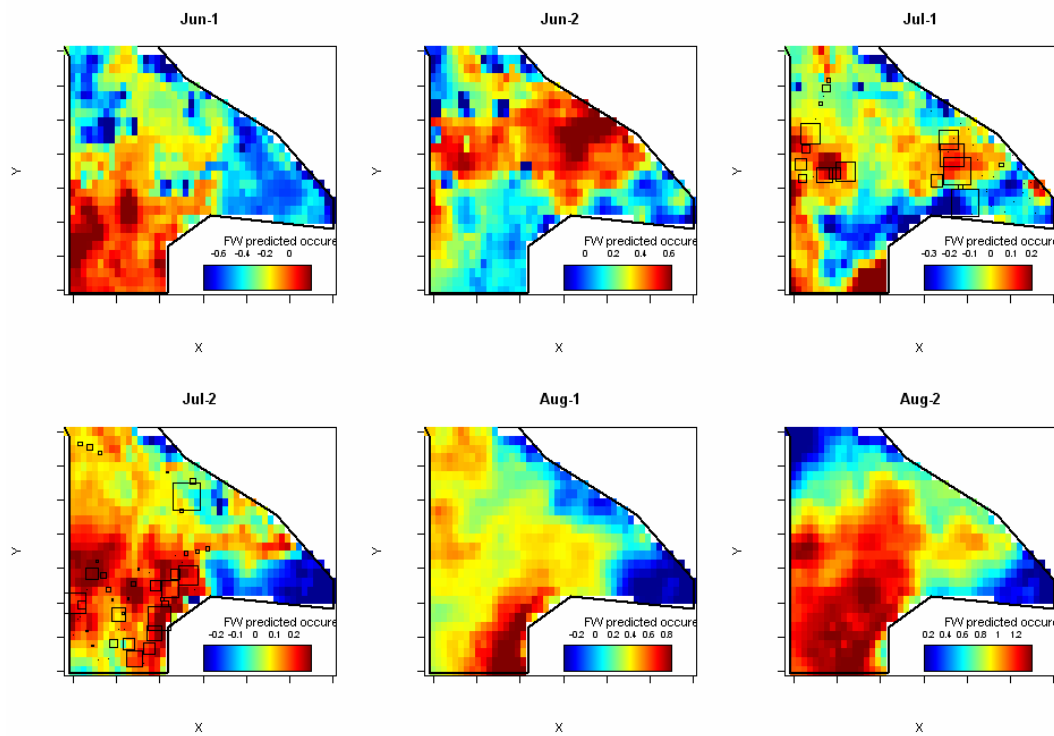 Jun-1
Jun-2
Jul-1
Y
Y
Y
FW predicted occure
-0.6 -0.4 -0.2 0
FW predicted occure
0 0.2 0.4 0.6
FW predicted occure
-0.3 -0.2 -0.1 0 0.1 0.2
X
X
X
Jul-2
Aug-1
Aug-2
Y
Y
Y
FW predicted occure
-0.2 -0.1 0 0.1 0.2
FW predicted occure
-0.2 0 0.2 0.4 0.6 0.8
FW predicted occure
0.2 0.4 0.6 0.8 1 1.2
X
X
X